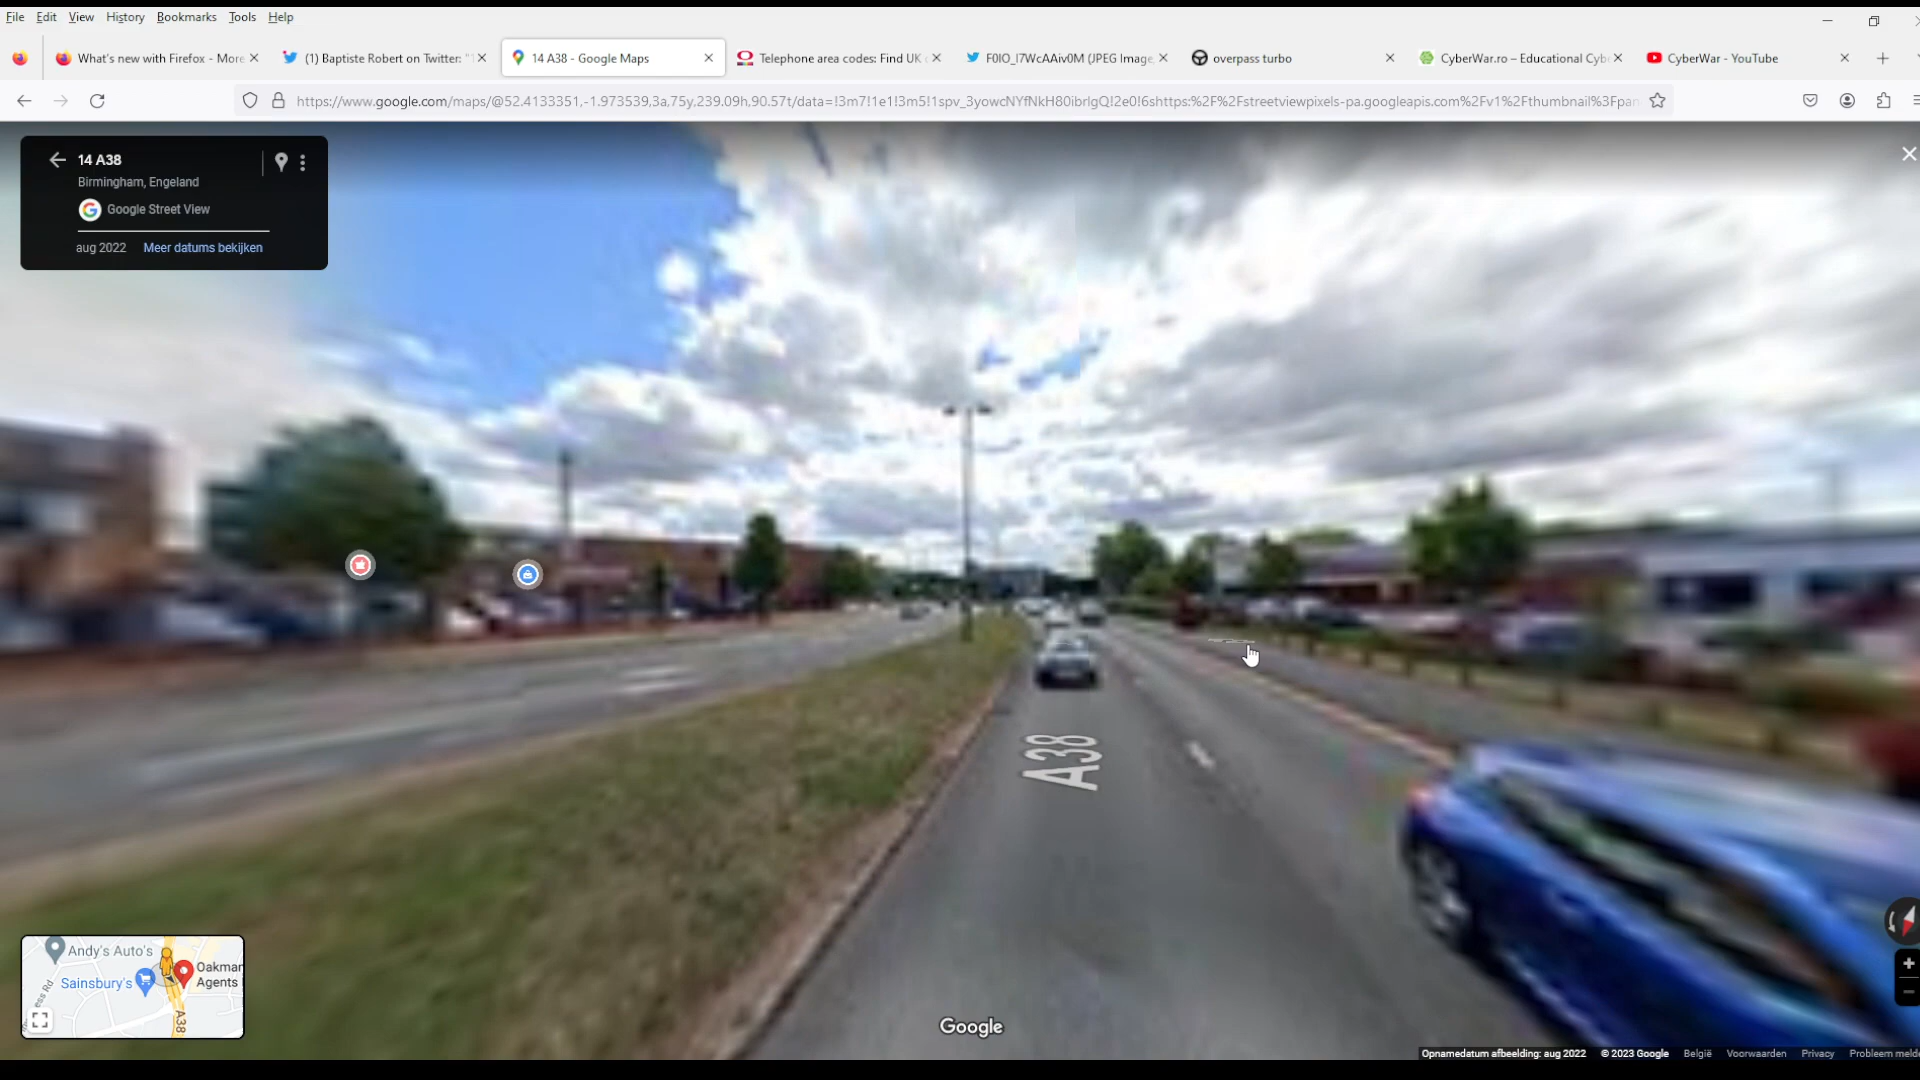 File Edit View History Bookmarks Tools Help
What's new with Firefox - More
(1) Baptiste Robert on Twitter: "1
14 A38 - Google Maps
Telephone area codes: Find UK
F0IO_I7WcAAiv0M (JPEG Image,
overpass turbo
CyberWar.ro – Educational Cyb
CyberWar - YouTube
https://www.google.com/maps/@52.4133351,-1.973539,3a,75y,239.09h,90.57t/data=!3m7!1e1!3m5!1spv_3yowcNYfNkH80ibrlgQ!2e0!6shttps:%2F%2Fstreetviewpixels-pa.googleapis.com%2Fv1%2Fthumbnail%3Fpan
14 A38
Birmingham, Engeland
Google Street View
aug 2022 Meer datums bekijken
A38
Andy's Auto's
Sainsbury's
Oakman
Agents
ess Rd
A38
Google
Opnamedatum afbeelding: aug 2022 © 2023 Google België Voorwaarden Privacy Probleem melde